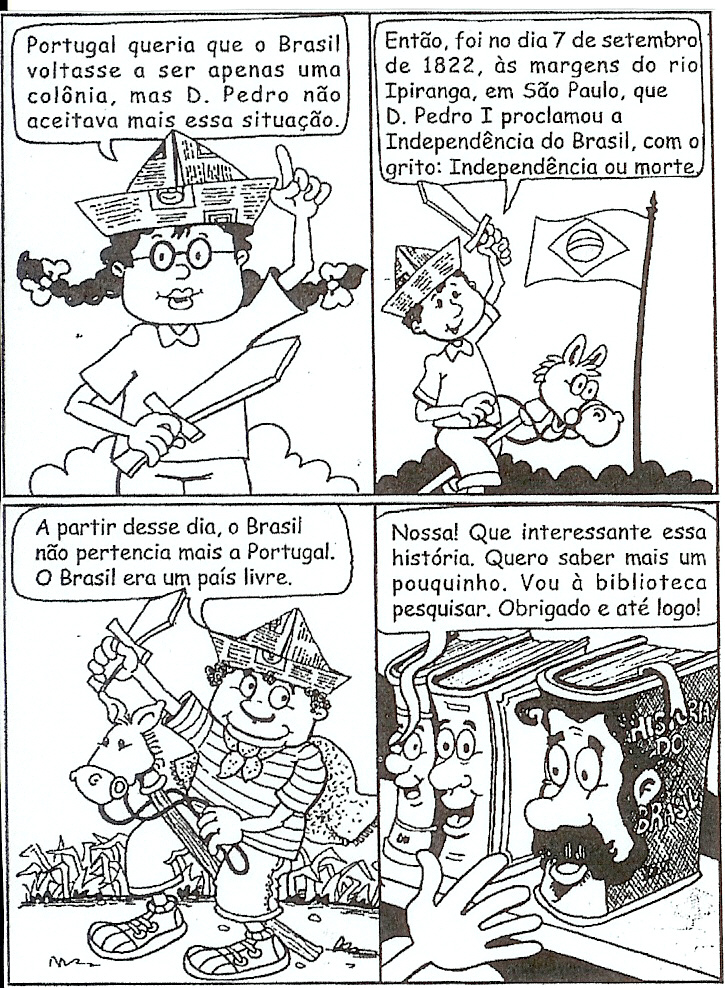 Portugal queria que o Brasil
voltasse a ser apenas uma
colônia, mas D. Pedro não
aceitava mais essa situação.
Então, foi no dia 7 de setembro
de 1822, às margens do rio
Ipiranga, em São Paulo, que
D. Pedro I proclamou a
Independência do Brasil, com o
grito: Independência ou morte.
A partir desse dia, o Brasil
não pertencia mais a Portugal.
O Brasil era um país livre.
Nossa! Que interessante essa
história. Quero saber mais um
pouquinho. Vou à biblioteca
pesquisar. Obrigado e até logo!
DO
BRASIL